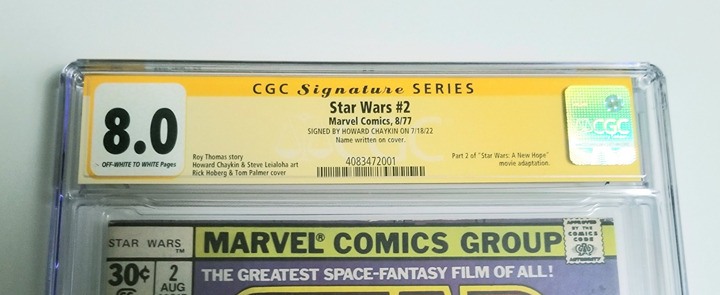 CGC Signature SERIES
Star Wars #2
Marvel Comics, 8/77
SIGNED BY HOWARD CHAYKIN ON 7/18/22
Name written on cover.
8.0
OFF-WHITE TO WHITE Pages
Roy Thomas story
Howard Chaykin & Steve Leialoha art
Rick Hoberg & Tom Palmer cover
4083472001
Part 2 of "Star Wars: A New Hope"
movie adaptation.
CGC
STAR WARS™
MARVEL® COMICS GROUP
APPROVED
BY THE
COMICS
CODE
AUTHORITY
30¢
2
AUG
THE GREATEST SPACE-FANTASY FILM OF ALL!
STAR